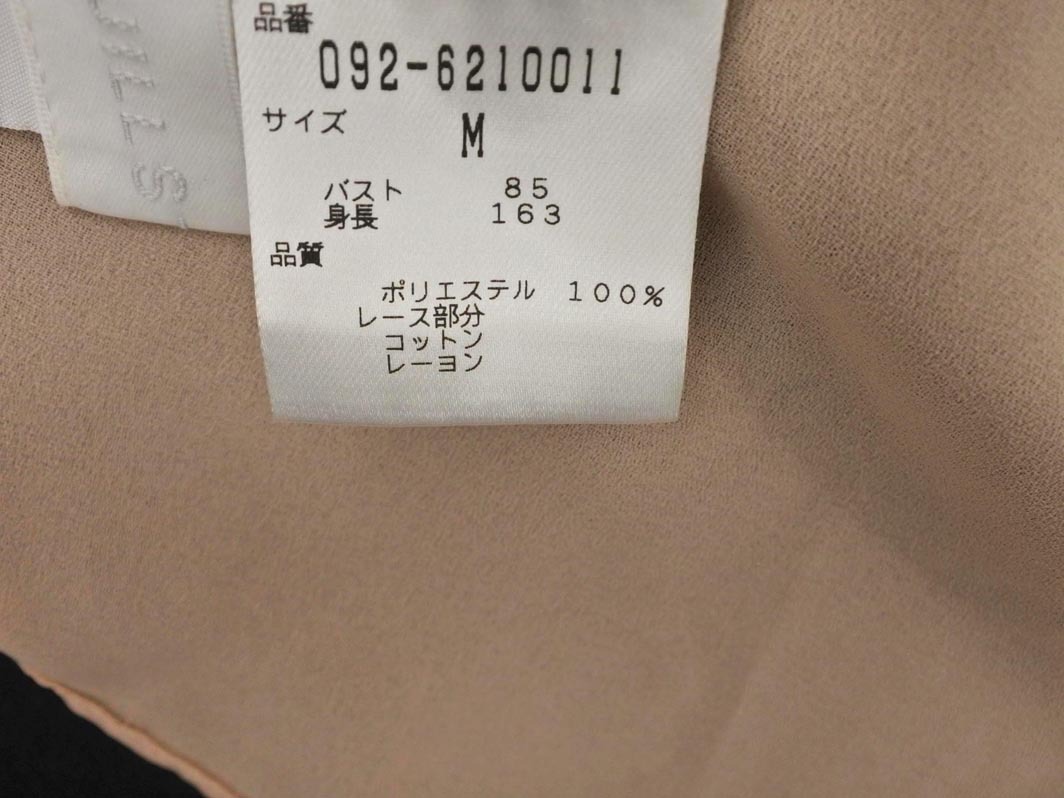 JILL S
品番
092-6210011
サイズ M
バスト 85
身長 163
品質
ポリエステル 100%
レース部分
コットン
レーヨン